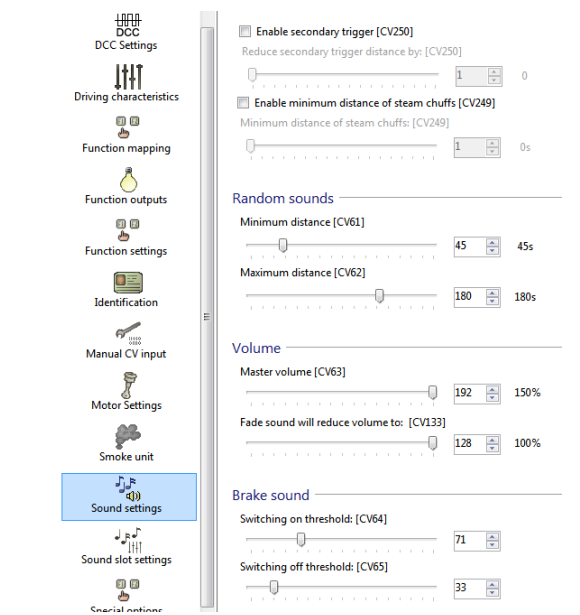 DCC
DCC Settings
Driving characteristics
Function mapping
Function outputs
Function settings
Identification
Manual CV input
Motor Settings
Smoke unit
Sound settings
Sound slot settings
Special options
Enable secondary trigger [CV250]
Reduce secondary trigger distance by: [CV250]
1 0
Enable minimum distance of steam chuffs [CV249]
Minimum distance of steam chuffs: [CV249]
1 0s
Random sounds
Minimum distance [CV61]
45 45s
Maximum distance [CV62]
180 180s
Volume
Master volume [CV63]
192 150%
Fade sound will reduce volume to: [CV133]
128 100%
Brake sound
Switching on threshold: [CV64]
71
Switching off threshold: [CV65]
33